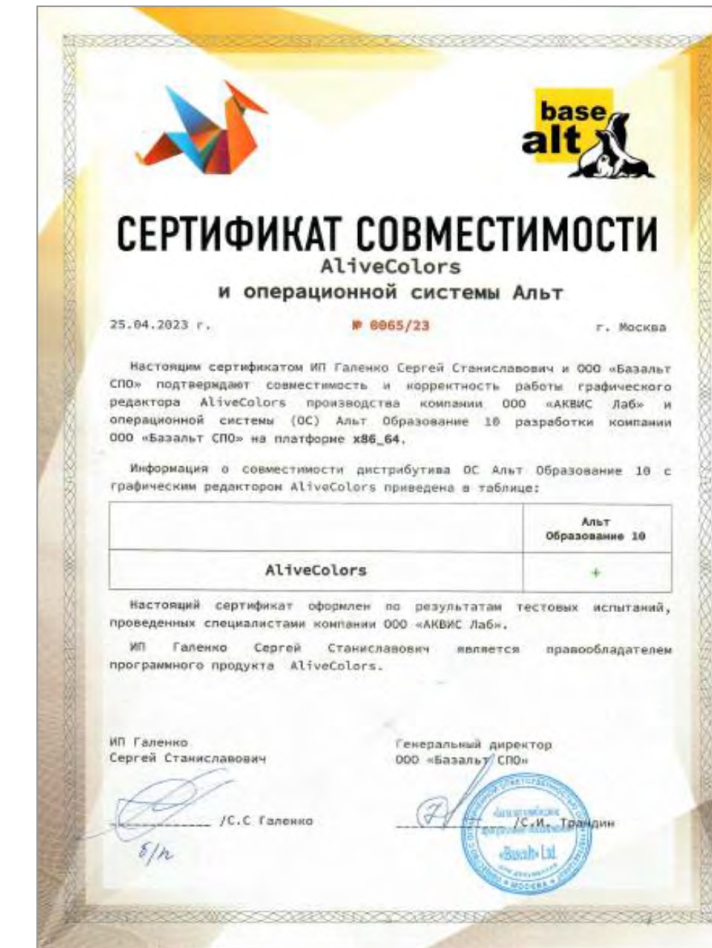 base
alt
СЕРТИФИКАТ СОВМЕСТИМОСТИ
AliveColors
и операционной системы Альт
25.04.2023 г. № 0065/23 г. Москва
Настоящим сертификатом ИП Галенко Сергей Станиславович и ООО «Базальт
СПО» подтверждают совместимость и корректность работы графического
редактора AliveColors производства компании ООО «АКВИС Лаб» и
операционной системы (ОС) Альт Образование 10 разработки компании
ООО «Базальт СПО» на платформе x86_64.
Информация о совместимости дистрибутива ОС Альт Образование 10 с
графическим редактором AliveColors приведена в таблице:
Альт
Образование 10
AliveColors +
Настоящий сертификат оформлен по результатам тестовых испытаний,
проведенных специалистами компании ООО «АКВИС Лаб».
ИП Галенко Сергей Станиславович является правообладателем
программного продукта AliveColors.
ИП Галенко
Сергей Станиславович
Генеральный директор
ООО «Базальт СПО»
/С.С Галенко
б/п
/С.И. Трандин
«Basalt» Ltd.
МОСКВА